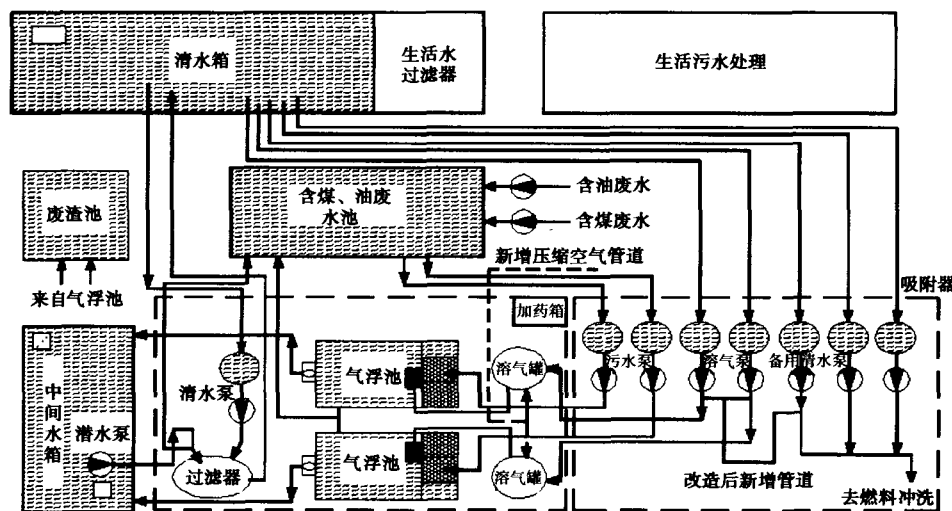 清水箱
生活水
过滤器
生活污水处理
废渣池
含煤、油废
水池
含油废水
含煤废水
新增压缩空气管道
来自气浮池
加药箱
吸附器
中间水箱
潜水泵
清水泵
过滤器
气浮池
气浮池
溶气罐
溶气罐
污水泵
溶气泵
备用清水泵
改造后新增管道
去燃料冲洗